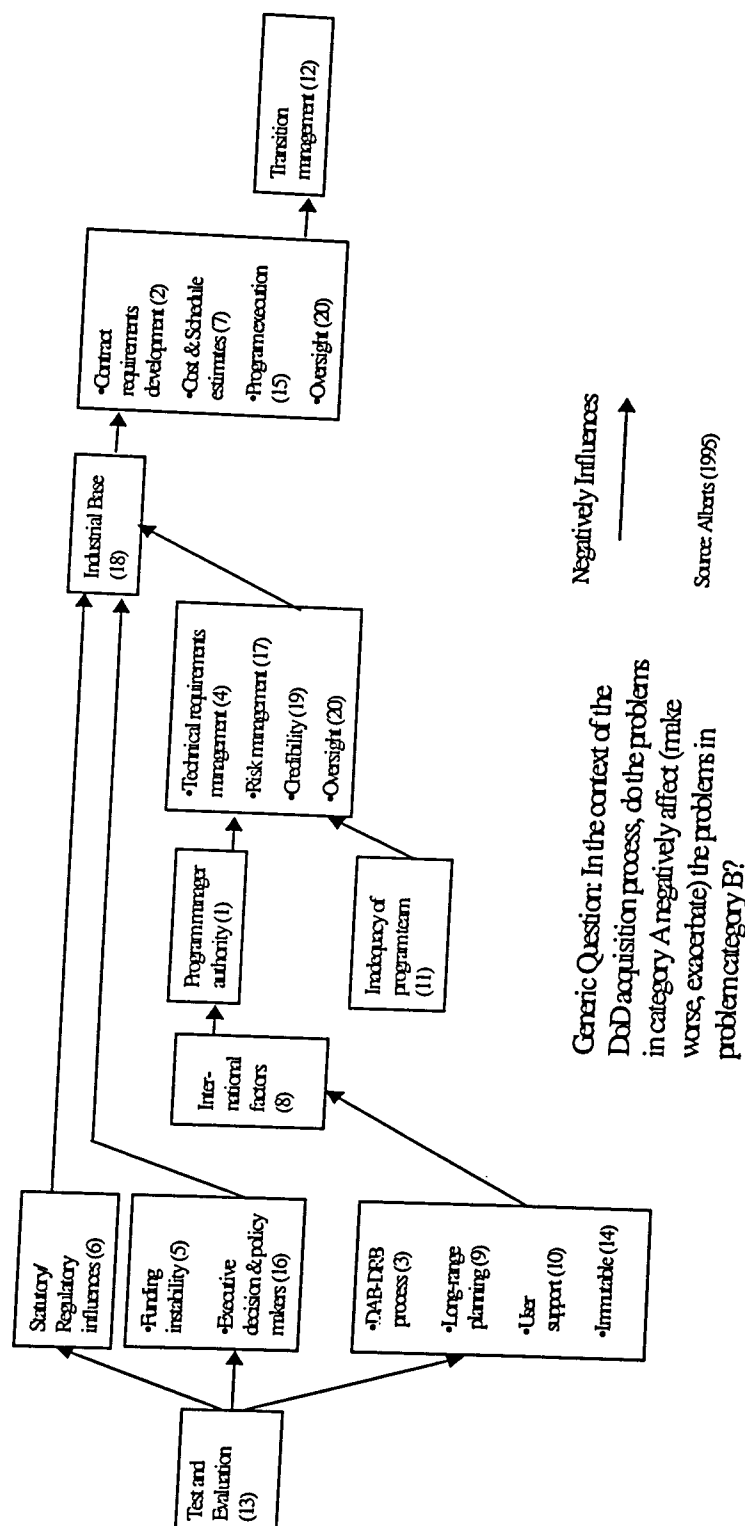 Test and
Evaluation
(13)
Statutory/
Regulatory
influences (6)
•Funding
instability (5)
•Executive
decision & policy
mikers (16)
•DAB-DRB
process (3)
•Long-range
planning (9)
•User
support (10)
•Immutable (14)
Inter-
national
factors
(8)
Program manager
authority (1)
Inadequacy of
program team
(11)
•Technical requirements
management (4)
•Risk management (17)
•Credibility (19)
•Oversight (20)
Industrial Base
(18)
•Contract
requirements
development (2)
•Cost & Schedule
estimates (7)
•Program execution
(15)
•Oversight (20)
Transition
management (12)
Generic Question: In the context of the
DoD acquisition process, do the problems
in category A negatively affect (make
worse, exacerbate) the problems in
problem category B?
Negatively Influences
Source: Alberts (1995)